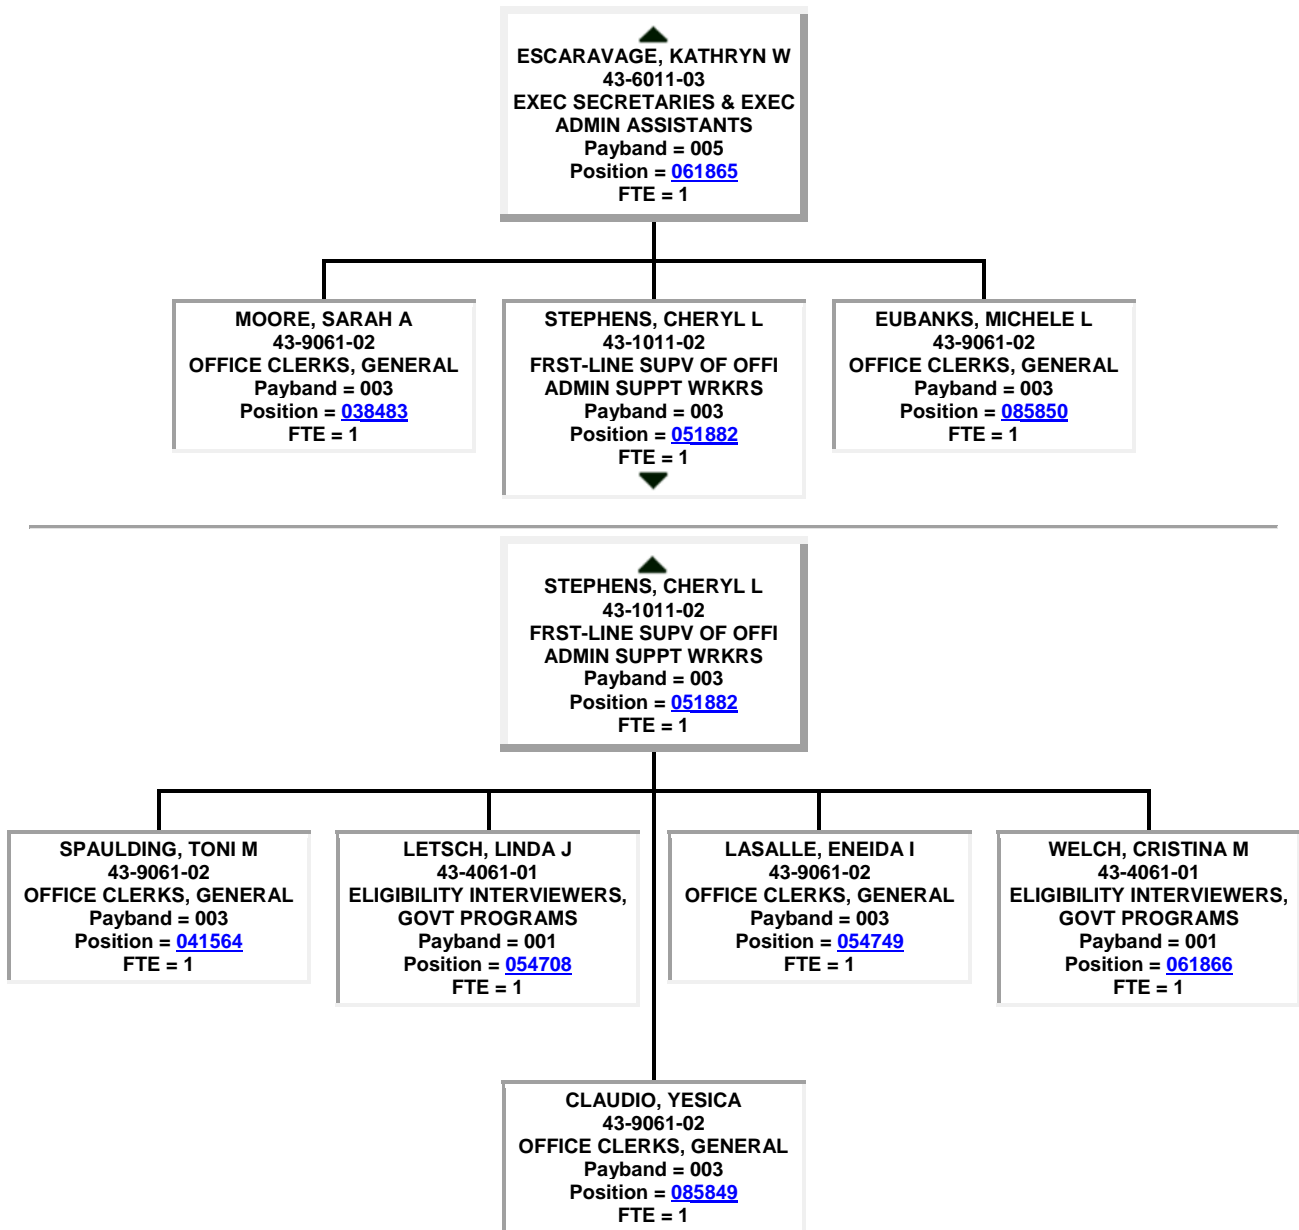 ESCARAVAGE, KATHRYN W
43-6011-03
EXEC SECRETARIES & EXEC
ADMIN ASSISTANTS
Payband = 005
Position = 061865
FTE = 1
MOORE, SARAH A
43-9061-02
OFFICE CLERKS, GENERAL
Payband = 003
Position = 038483
FTE = 1
STEPHENS, CHERYL L
43-1011-02
FRST-LINE SUPV OF OFFI
ADMIN SUPPT WRKRS
Payband = 003
Position = 051882
FTE = 1
EUBANKS, MICHELE L
43-9061-02
OFFICE CLERKS, GENERAL
Payband = 003
Position = 085850
FTE = 1
STEPHENS, CHERYL L
43-1011-02
FRST-LINE SUPV OF OFFI
ADMIN SUPPT WRKRS
Payband = 003
Position = 051882
FTE = 1
SPAULDING, TONI M
43-9061-02
OFFICE CLERKS, GENERAL
Payband = 003
Position = 041564
FTE = 1
LETSCH, LINDA J
43-4061-01
ELIGIBILITY INTERVIEWERS,
GOVT PROGRAMS
Payband = 001
Position = 054708
FTE = 1
LASALLE, ENEIDA I
43-9061-02
OFFICE CLERKS, GENERAL
Payband = 003
Position = 054749
FTE = 1
WELCH, CRISTINA M
43-4061-01
ELIGIBILITY INTERVIEWERS,
GOVT PROGRAMS
Payband = 001
Position = 061866
FTE = 1
CLAUDIO, YESICA
43-9061-02
OFFICE CLERKS, GENERAL
Payband = 003
Position = 085849
FTE = 1